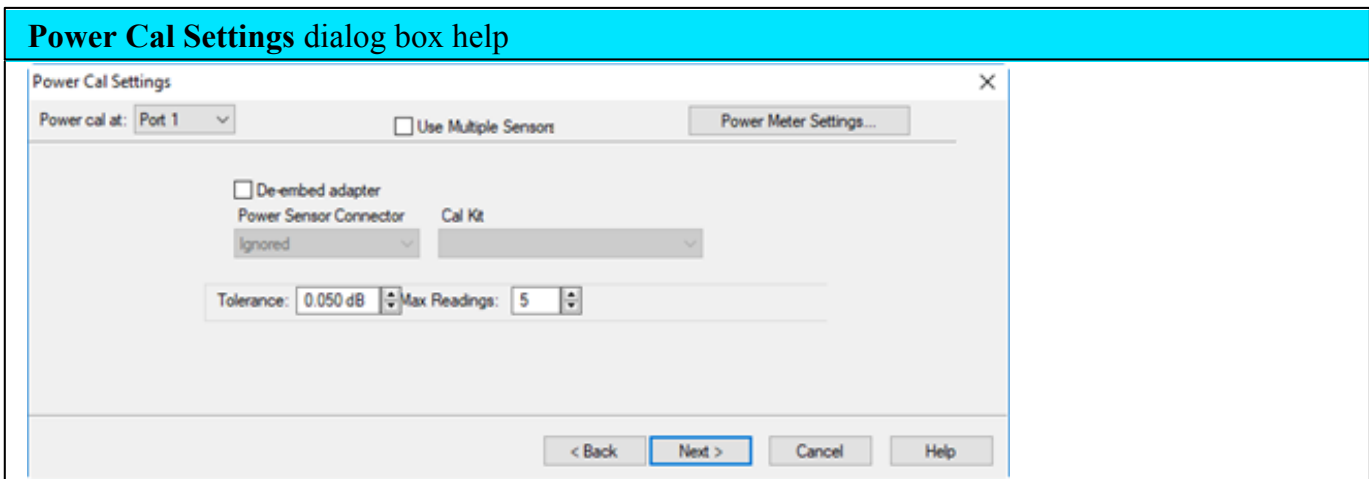 Power Cal Settings dialog box help
Power Cal Settings
Power cal at: Port 1 Use Multiple Sensors Power Meter Settings...
De-embed adapter
Power Sensor Connector Cal Kit
Ignored
Tolerance: 0.050 dB Max Readings: 5
< Back Next > Cancel Help